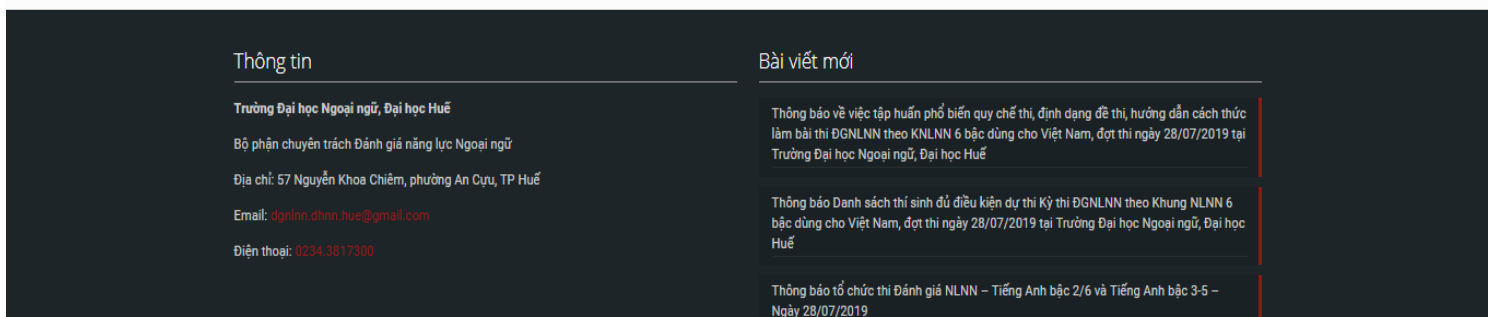 Thông tin
Trường Đại học Ngoại ngữ, Đại học Huế
Bộ phận chuyên trách Đánh giá năng lực Ngoại ngữ
Địa chỉ: 57 Nguyễn Khoa Chiêm, phường An Cựu, TP Huế
Email: dgnlnn.dhnn.hue@gmail.com
Điện thoại: 0234.3817300
Bài viết mới
Thông báo về việc tập huấn phổ biến quy chế thi, định dạng đề thi, hướng dẫn cách thức
làm bài thi ĐGNLNN theo KNLNN 6 bậc dùng cho Việt Nam, đợt thi ngày 28/07/2019 tại
Trường Đại học Ngoại ngữ, Đại học Huế
Thông báo Danh sách thí sinh đủ điều kiện dự thi Kỳ thi ĐGNLNN theo Khung NLNN 6
bậc dùng cho Việt Nam, đợt thi ngày 28/07/2019 tại Trường Đại học Ngoại ngữ, Đại học
Huế
Thông báo tổ chức thi Đánh giá NLNN – Tiếng Anh bậc 2/6 và Tiếng Anh bậc 3-5 –
Ngày 28/07/2019